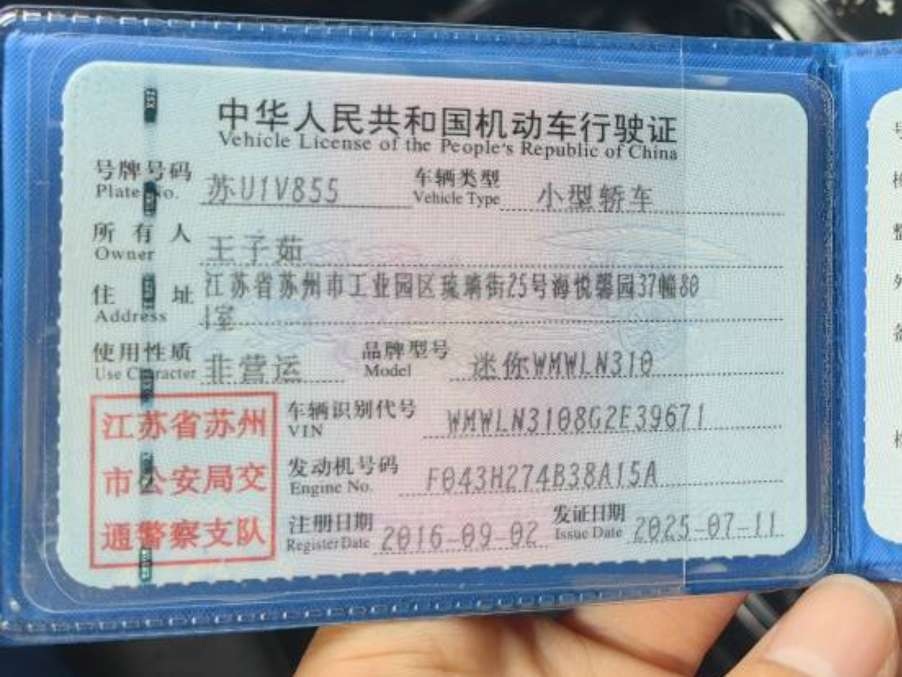 中华人民共和国机动车行驶证
Vehicle License of the People's Republic of China
号牌号码 苏U1V855 车辆类型 小型轿车
Plate No. Vehicle Type
所有人 王子茹
Owner
住址 江苏省苏州市工业园区琉璃街25号海悦馨园37幢80
Address 1室
使用性质 非营运 品牌型号 迷你WMWLN310
Use Character Model
江苏省苏州
市公安局交
通警察支队
车辆识别代号 WMWLN3108G2E39671
VIN
发动机号码 F043H274B38A15A
Engine No.
注册日期 2016-09-02 发证日期 2025-07-11
Register Date Issue Date